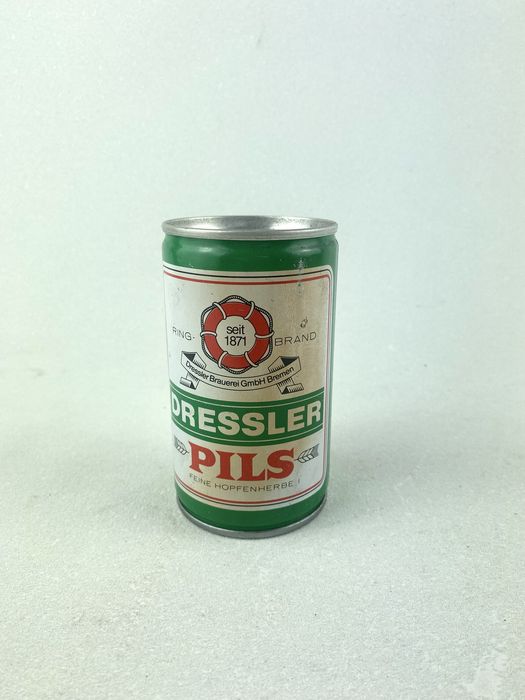 seit
1871
RING- BRAND
Dressler Brauerei GmbH Bremen
DRESSLER
PILS
FEINE HOPFENHERBE